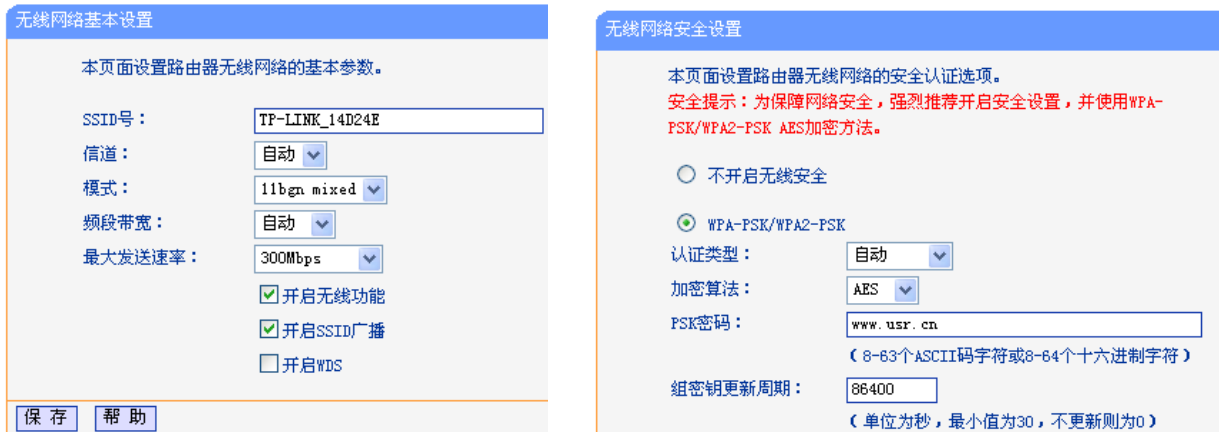 无线网络基本设置
本页面设置路由器无线网络的基本参数。
SSID号：
TP-LINK_14D24E
信道：
自动
模式：
11bgn mixed
频段带宽：
自动
最大发送速率：
300Mbps
开启无线功能
开启SSID广播
开启WDS
保 存
帮 助
无线网络安全设置
本页面设置路由器无线网络的安全认证选项。
安全提示：为保障网络安全，强烈推荐开启安全设置，并使用WPA-
PSK/WPA2-PSK AES加密方法。
不开启无线安全
WPA-PSK/WPA2-PSK
认证类型：
自动
加密算法：
AES
PSK密码：
www.usr.cn
（8-63个ASCII码字符或8-64个十六进制字符）
组密钥更新周期：
86400
（单位为秒，最小值为30，不更新则为0）